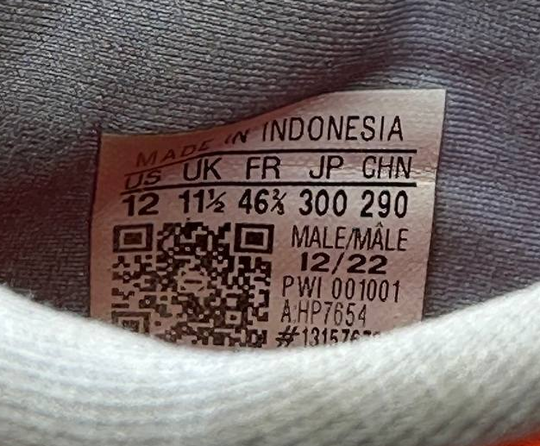 MADE IN INDONESIA
US UK FR JP CHN
12 11½ 46⅔ 300 290
MALE/MÂLE
12/22
PWI 001001
A:HP7654